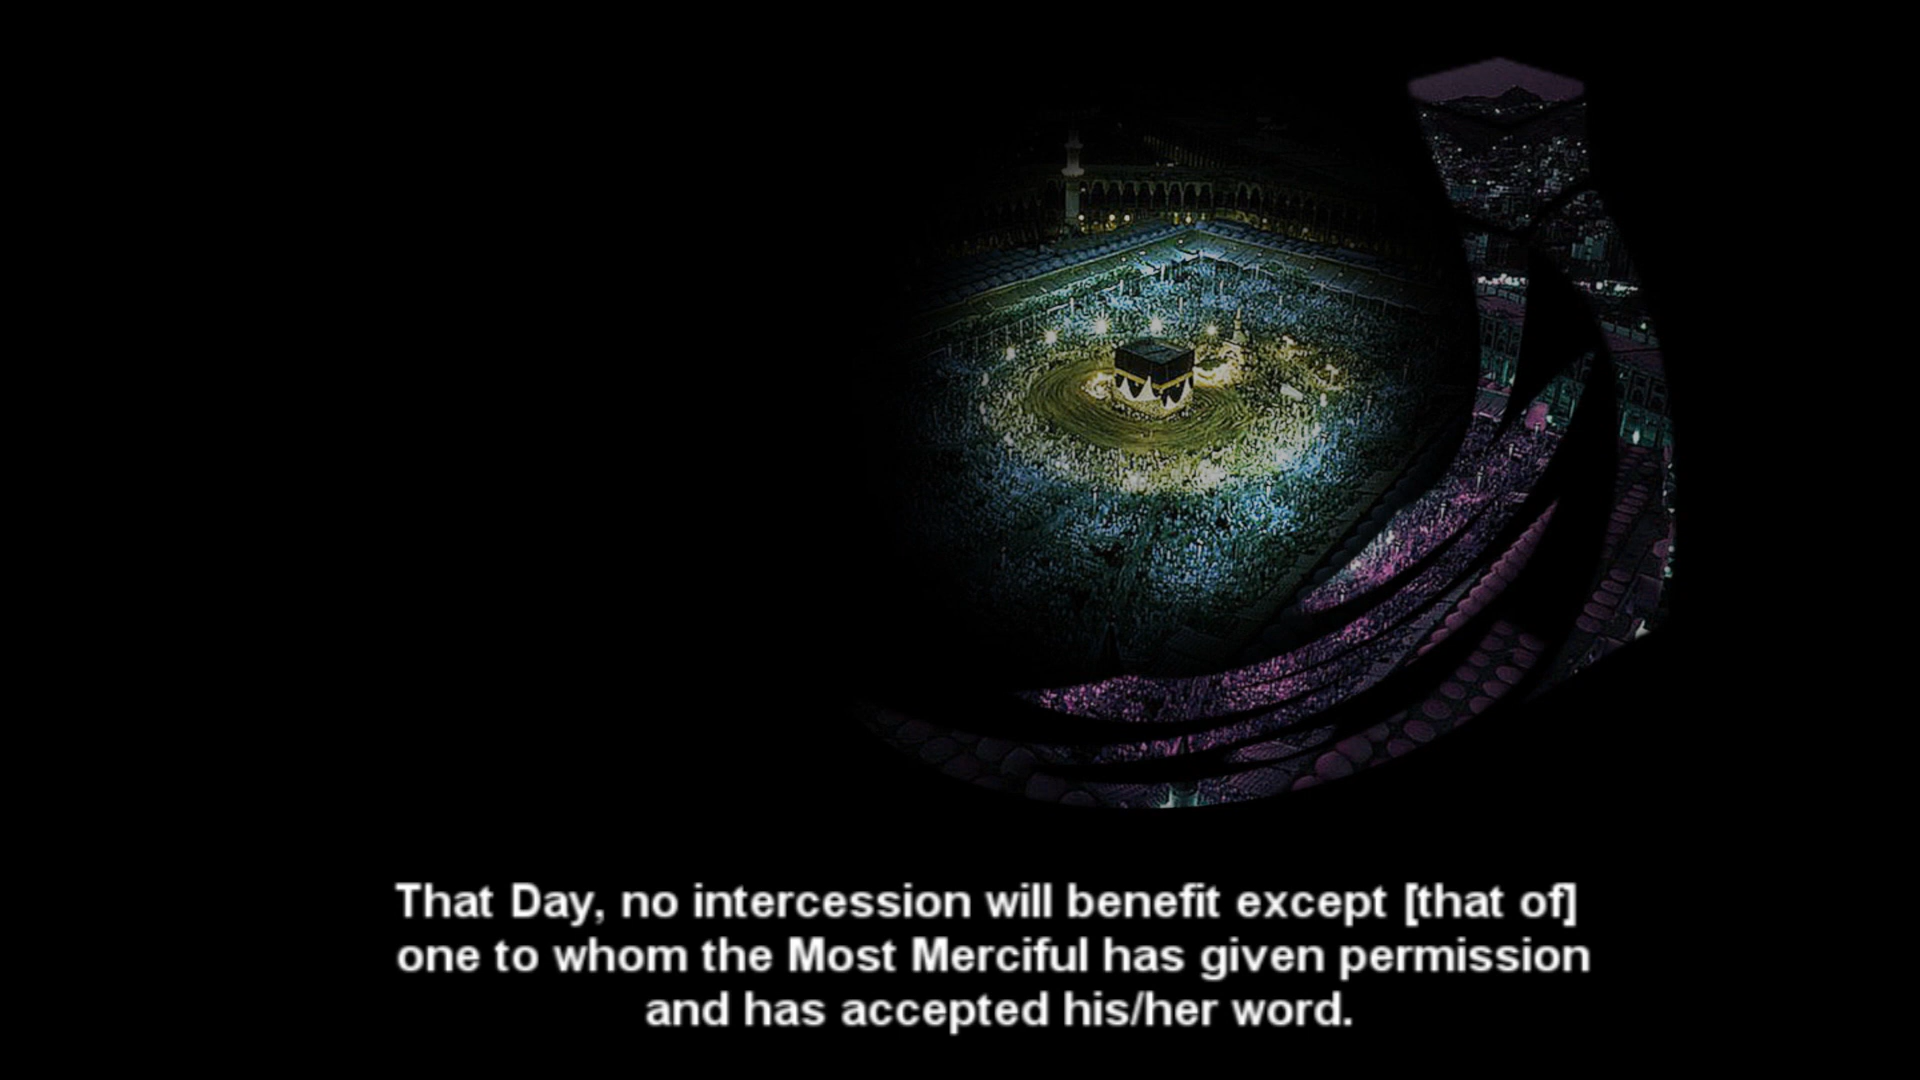 That Day, no intercession will benefit except [that of]
one to whom the Most Merciful has given permission
and has accepted his/her word.